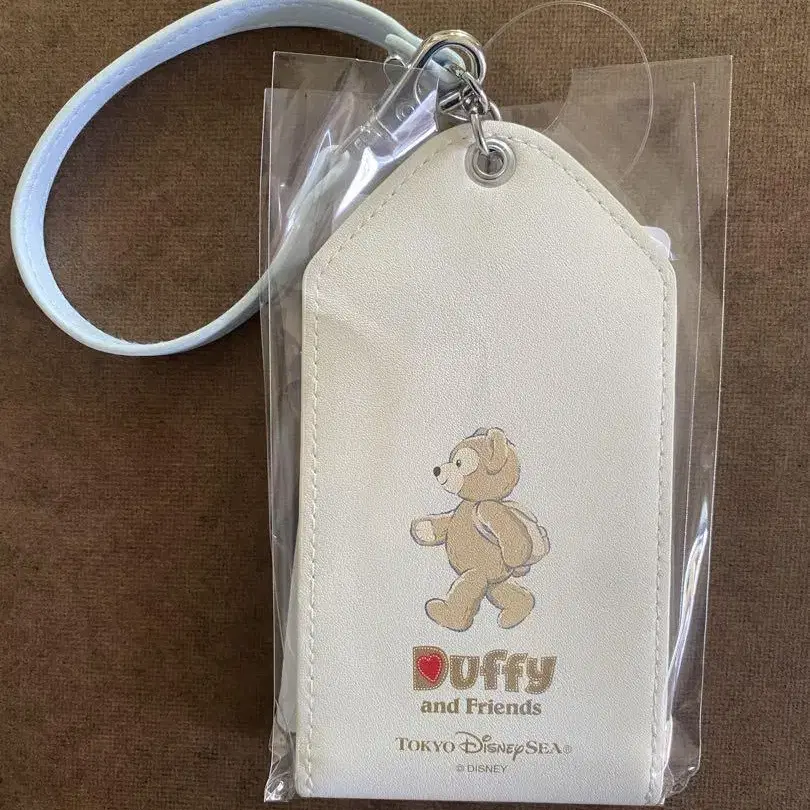 Duffy
and Friends
TOKYO DisneySEA®
© DISNEY